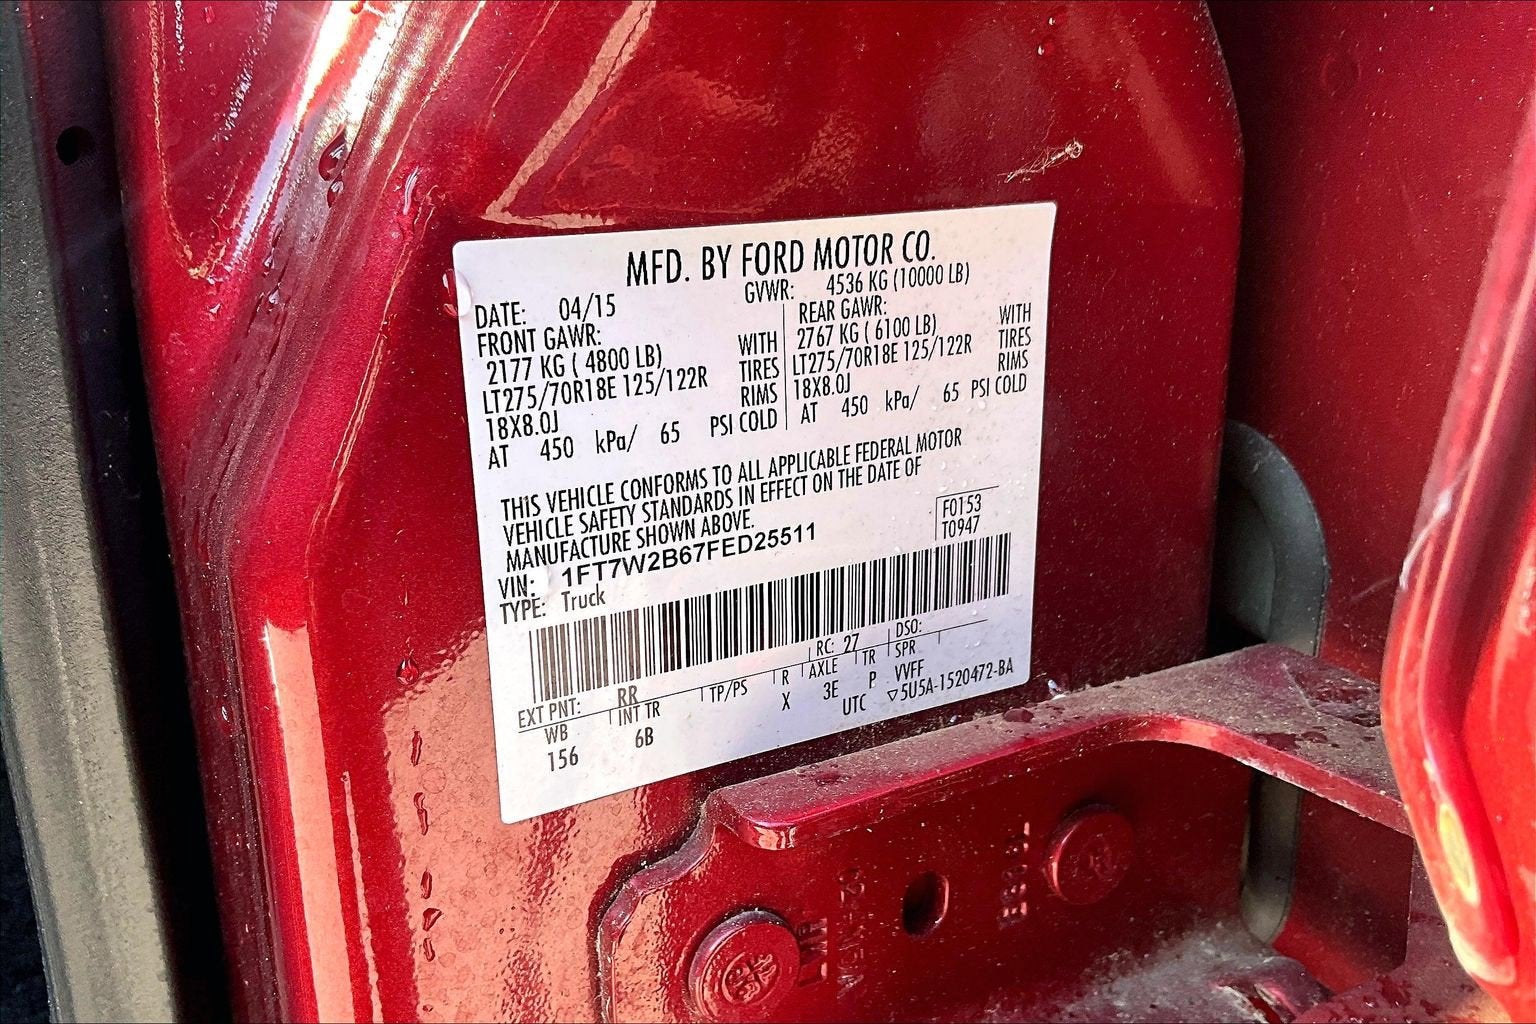 MFD. BY FORD MOTOR CO.
DATE: 04/15 GVWR: 4536 KG (10000 LB)
FRONT GAWR: REAR GAWR:
2177 KG ( 4800 LB) WITH 2767 KG ( 6100 LB) WITH
LT275/70R18E 125/122R TIRES LT275/70R18E 125/122R TIRES
18X8.0J RIMS 18X8.0J RIMS
AT 450 kPa/ 65 PSI COLD AT 450 kPa/ 65 PSI COLD
THIS VEHICLE CONFORMS TO ALL APPLICABLE FEDERAL MOTOR
VEHICLE SAFETY STANDARDS IN EFFECT ON THE DATE OF
MANUFACTURE SHOWN ABOVE.
F0153
VIN: 1FT7W2B67FED25511
T0947
TYPE: Truck
EXT PNT: RR RC: 27 DSO:
WB INT TR TP/PS R AXLE TR SPR
156 6B X 3E P VVFF
UTC ▽5U5A-1520472-BA